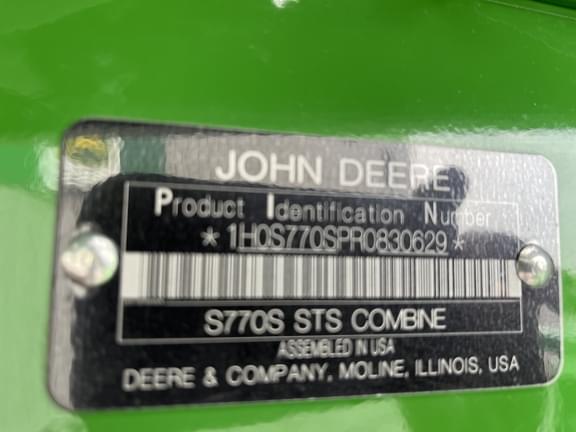 JOHN DEERE
Product Identification Number
*1H0S770SPR0830629*
S770S STS COMBINE
ASSEMBLED IN USA
DEERE & COMPANY, MOLINE, ILLINOIS, USA